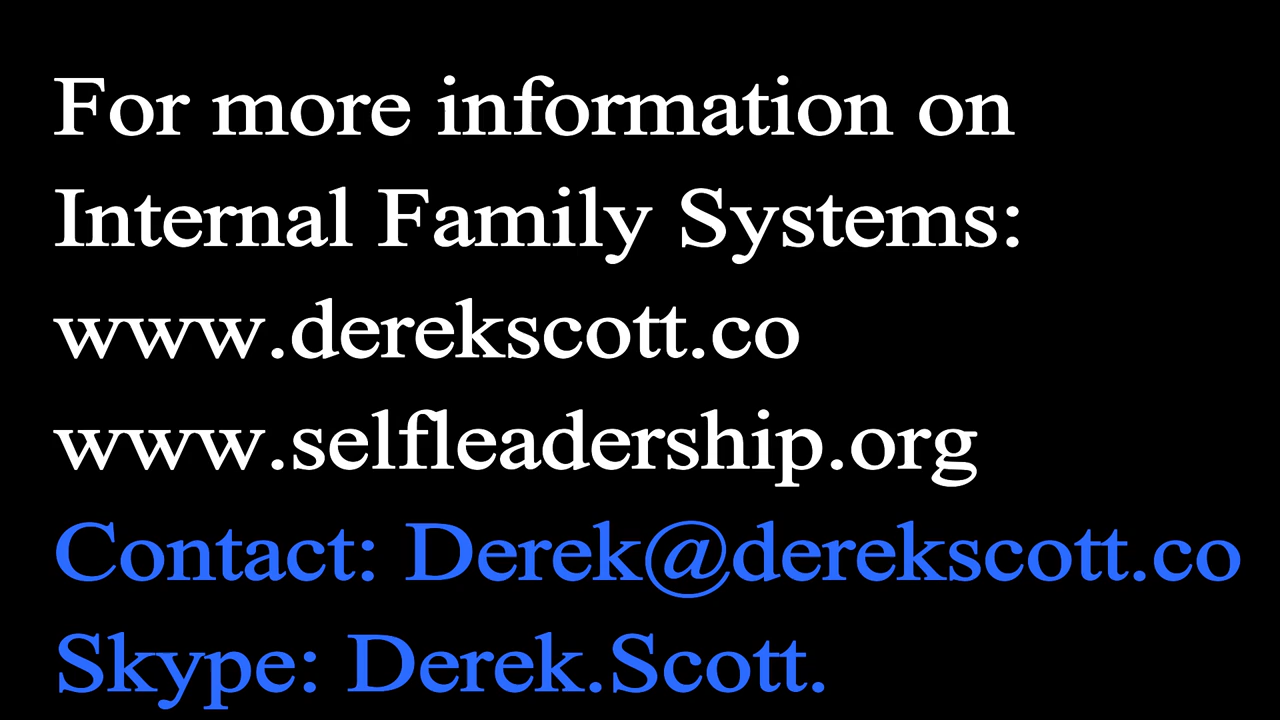 For more information on
Internal Family Systems:
www.derekscott.co
www.selfleadership.org
Contact: Derek@derekscott.co
Skype: Derek.Scott.